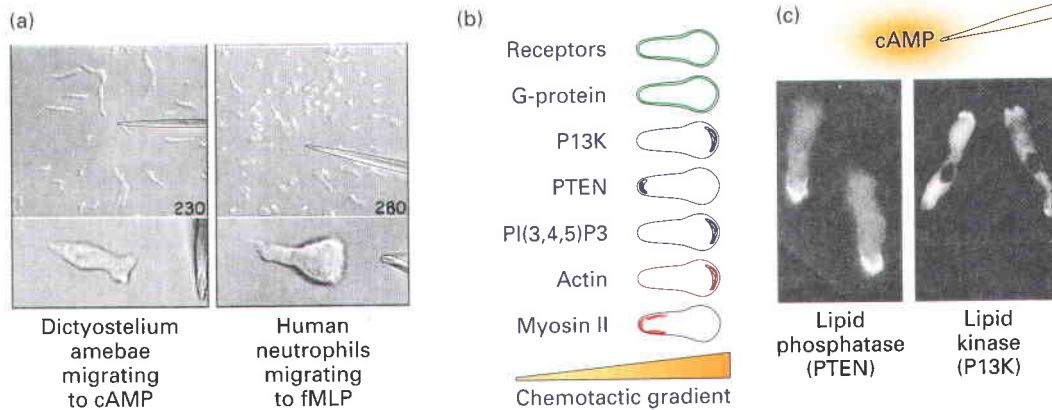 (a)
230
280
Dictyostelium
amebae
migrating
to cAMP
Human
neutrophils
migrating
to fMLP
(b)
Receptors
G-protein
P13K
PTEN
PI(3,4,5)P3
Actin
Myosin II
Chemotactic gradient
(c)
cAMP
Lipid
phosphatase
(PTEN)
Lipid
kinase
(P13K)